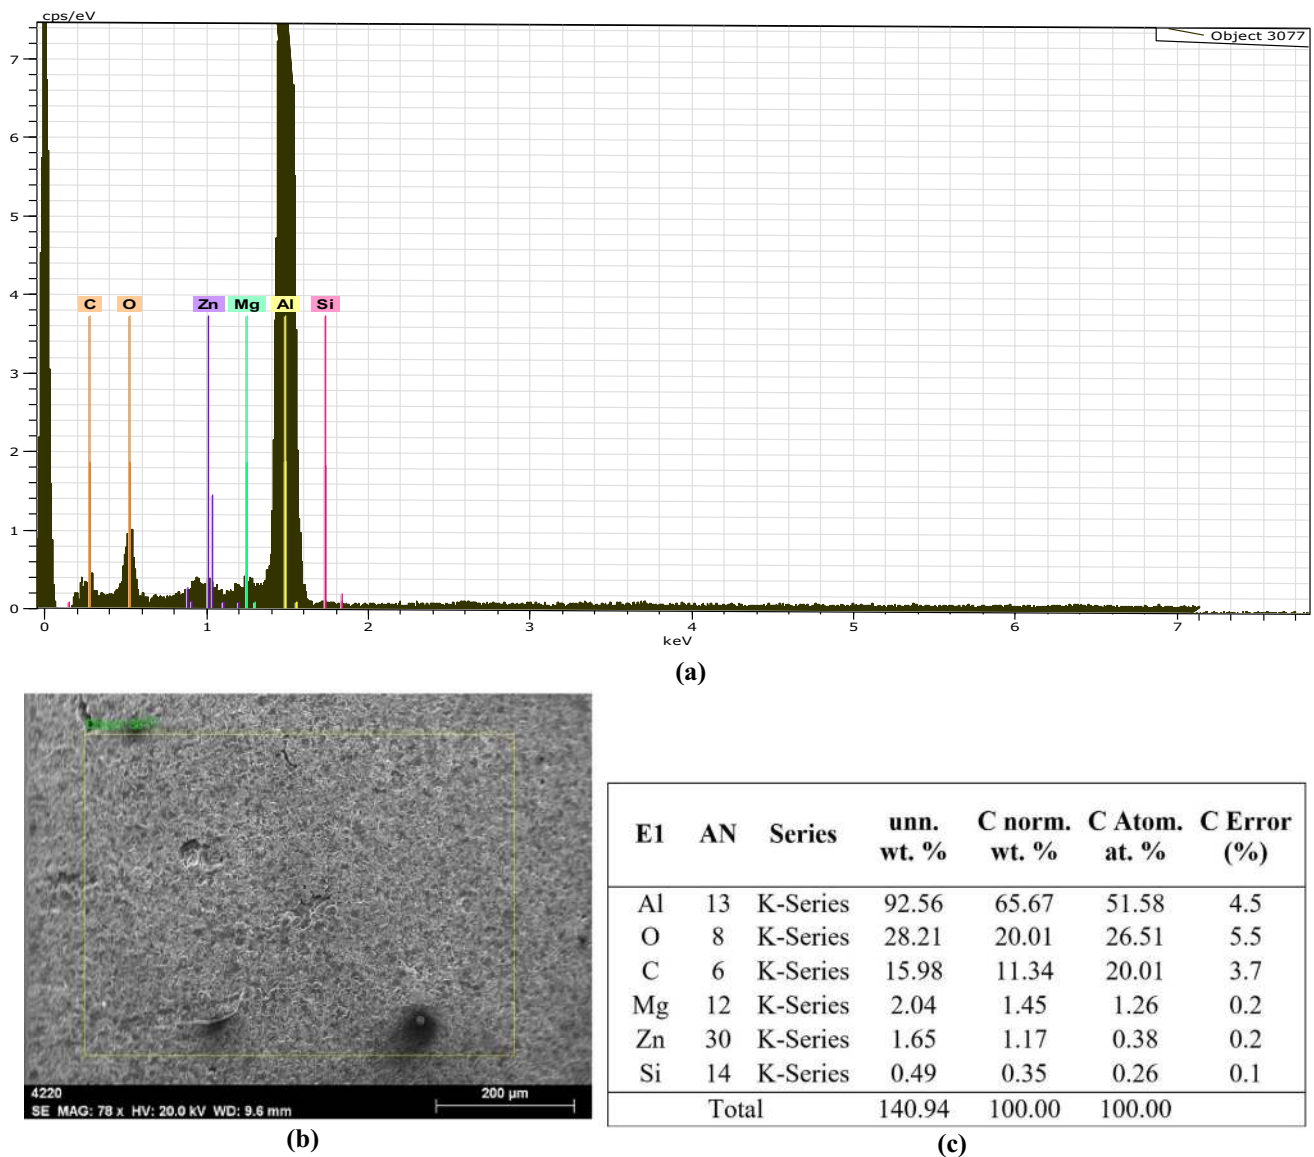 cps/eV
Object 3077
7
6
5
4
3
2
1
0
C O Zn Mg Al Si
0 1 2 3 4 5 6 7
keV
(a)
4220
SE MAG: 78 x HV: 20.0 kV WD: 9.6 mm
200 µm
(b)
E1 AN Series unn. wt. % C norm. wt. % C Atom. at. % C Error (%)
Al 13 K-Series 92.56 65.67 51.58 4.5
O 8 K-Series 28.21 20.01 26.51 5.5
C 6 K-Series 15.98 11.34 20.01 3.7
Mg 12 K-Series 2.04 1.45 1.26 0.2
Zn 30 K-Series 1.65 1.17 0.38 0.2
Si 14 K-Series 0.49 0.35 0.26 0.1
Total 140.94 100.00 100.00
(c)